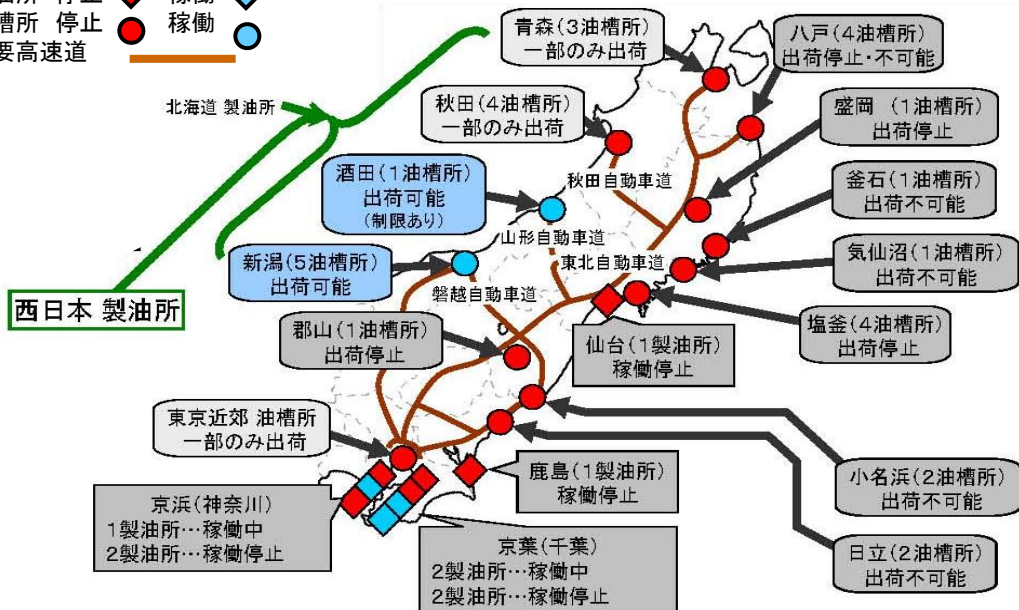 油所 停止 稼働
槽所 停止 稼働
要高速道
北海道 製油所
西日本 製油所
青森(3油槽所)
一部のみ出荷
八戸(4油槽所)
出荷停止・不可能
秋田(4油槽所)
一部のみ出荷
盛岡 (1油槽所)
出荷停止
酒田(1油槽所)
出荷可能
(制限あり)
秋田自動車道
釜石(1油槽所)
出荷不可能
山形自動車道
新潟(5油槽所)
出荷可能
東北自動車道
気仙沼(1油槽所)
出荷不可能
磐越自動車道
郡山(1油槽所)
出荷停止
仙台(1製油所)
稼働停止
塩釜(4油槽所)
出荷停止
東京近郊 油槽所
一部のみ出荷
鹿島(1製油所)
稼働停止
小名浜(2油槽所)
出荷不可能
京浜(神奈川)
1製油所…稼働中
2製油所…稼働停止
京葉(千葉)
2製油所…稼働中
2製油所…稼働停止
日立(2油槽所)
出荷不可能